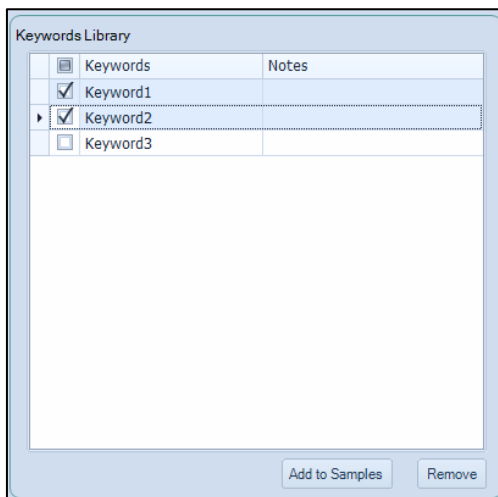 Keywords Library
Keywords Notes
Keyword1
Keyword2
Keyword3
Add to Samples Remove